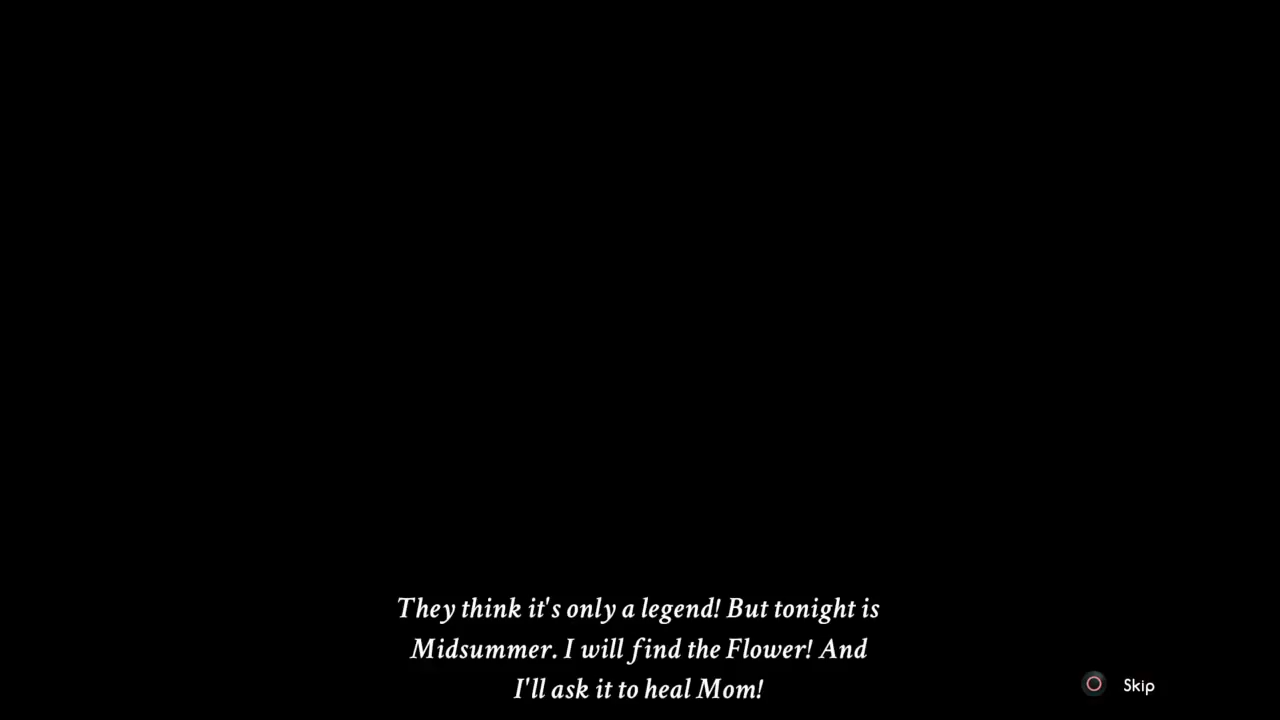 They think it's only a legend! But tonight is
Midsummer. I will find the Flower! And
I'll ask it to heal Mom!
Skip